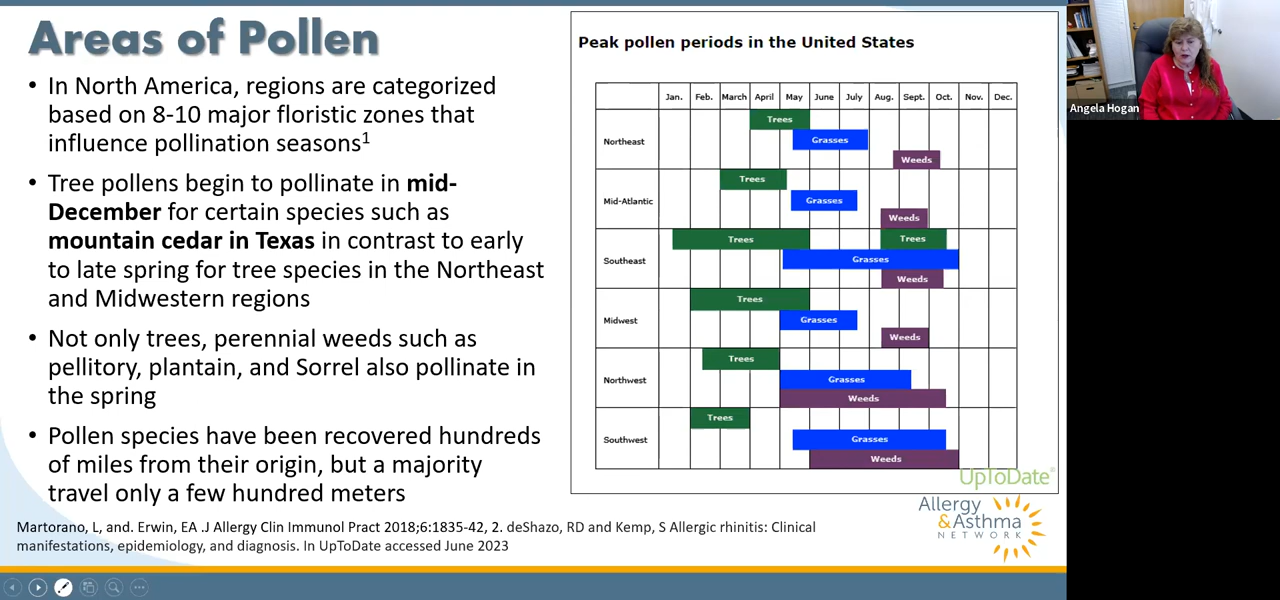 Areas of Pollen
• In North America, regions are categorized
based on 8-10 major floristic zones that
influence pollination seasons1
• Tree pollens begin to pollinate in mid-
December for certain species such as
mountain cedar in Texas in contrast to early
to late spring for tree species in the Northeast
and Midwestern regions
• Not only trees, perennial weeds such as
pellitory, plantain, and Sorrel also pollinate in
the spring
• Pollen species have been recovered hundreds
of miles from their origin, but a majority
travel only a few hundred meters
Peak pollen periods in the United States
Jan. Feb. March April May June July Aug. Sept. Oct. Nov. Dec.
Trees
Northeast Grasses
Weeds
Trees
Mid-Atlantic Grasses
Weeds
Trees Trees
Southeast Grasses
Weeds
Trees
Midwest Grasses
Weeds
Trees
Northwest Grasses
Weeds
Trees
Southwest Grasses
Weeds
UpToDate®
Allergy
&Asthma
NETWORK
Martorano, L, and. Erwin, EA .J Allergy Clin Immunol Pract 2018;6:1835-42, 2. deShazo, RD and Kemp, S Allergic rhinitis: Clinical
manifestations, epidemiology, and diagnosis. In UpToDate accessed June 2023
Angela Hogan